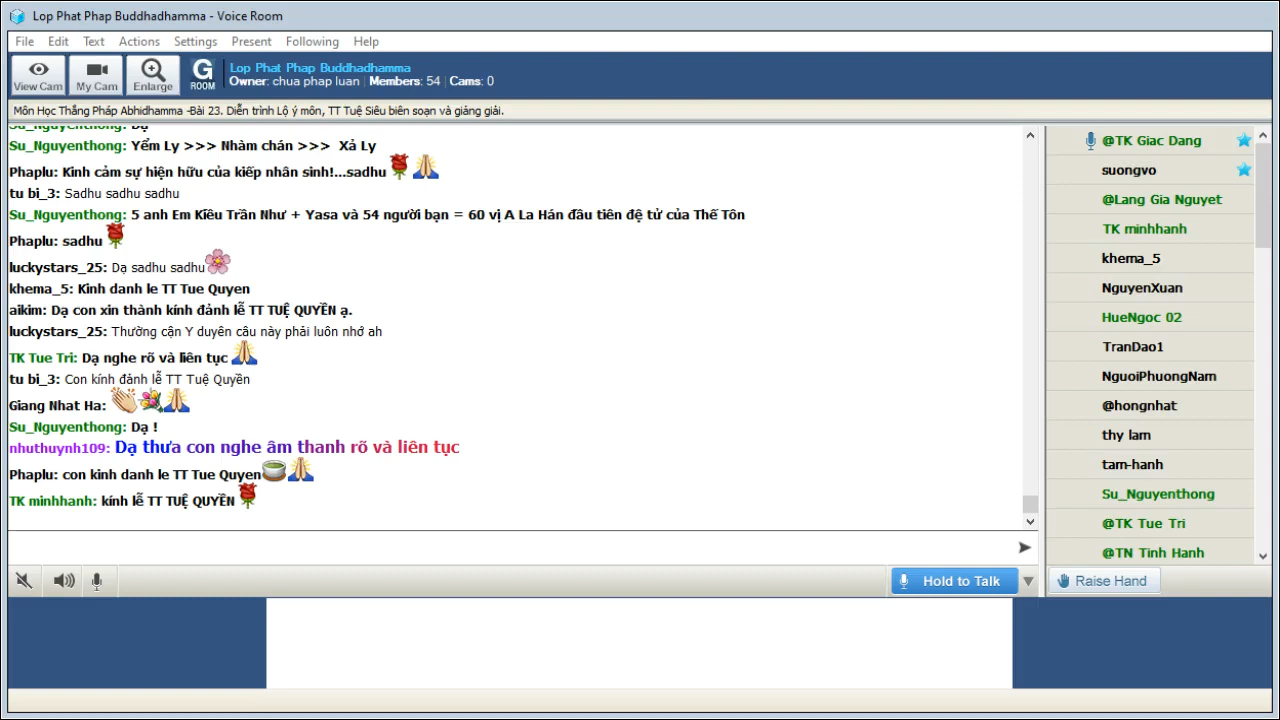 Lop Phat Phap Buddhadhamma - Voice Room
File Edit Text Actions Settings Present Following Help
View Cam My Cam Enlarge G ROOM
Lop Phat Phap Buddhadhamma
Owner: chua phap luan | Members: 54 | Cams: 0
Môn Học Thắng Pháp Abhidhamma -Bài 23. Diễn trình Lộ ý môn, TT Tuệ Siêu biên soạn và giảng giải.
Su_Nguyenthong: Dạ
Su_Nguyenthong: Yểm Ly >>> Nhàm chán >>> Xả Ly
Phaplu: Kình cảm sự hiện hữu của kiếp nhân sinh!...sadhu
tu bi_3: Sadhu sadhu sadhu
Su_Nguyenthong: 5 anh Em Kiều Trần Như + Yasa và 54 người bạn = 60 vị A La Hán đầu tiên đệ tử của Thế Tôn
Phaplu: sadhu
luckystars_25: Dạ sadhu sadhu
khema_5: Kinh danh le TT Tue Quyen
aikim: Dạ con xin thành kính đảnh lễ TT TUỆ QUYỀN ạ.
luckystars_25: Thường cận Y duyên câu này phải luôn nhớ ah
TK Tue Tri: Dạ nghe rõ và liên tục
tu bi_3: Con kính đảnh lễ TT Tuệ Quyền
Giang Nhat Ha:
Su_Nguyenthong: Dạ !
nhuthuynh109: Dạ thưa con nghe âm thanh rõ và liên tục
Phaplu: con kinh danh le TT Tue Quyen
TK minhhanh: kính lễ TT TUỆ QUYỀN
Hold to Talk
@TK Giac Dang
suongvo
@Lang Gia Nguyet
TK minhhanh
khema_5
NguyenXuan
HueNgoc 02
TranDao1
NguoiPhuongNam
@hongnhat
thy lam
tam-hanh
Su_Nguyenthong
@TK Tue Tri
@TN Tinh Hanh
Raise Hand